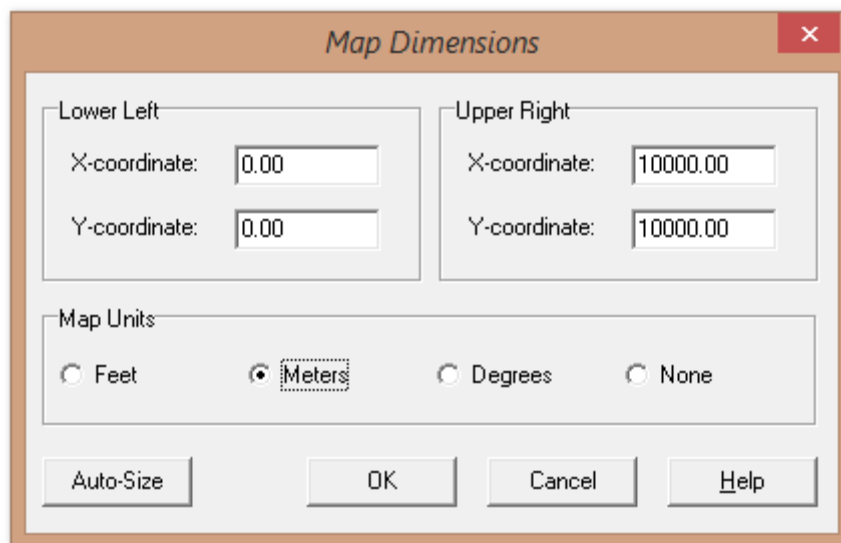 Map Dimensions
Lower Left
X-coordinate: 0.00
Y-coordinate: 0.00
Upper Right
X-coordinate: 10000.00
Y-coordinate: 10000.00
Map Units
Feet Meters Degrees None
Auto-Size OK Cancel Help